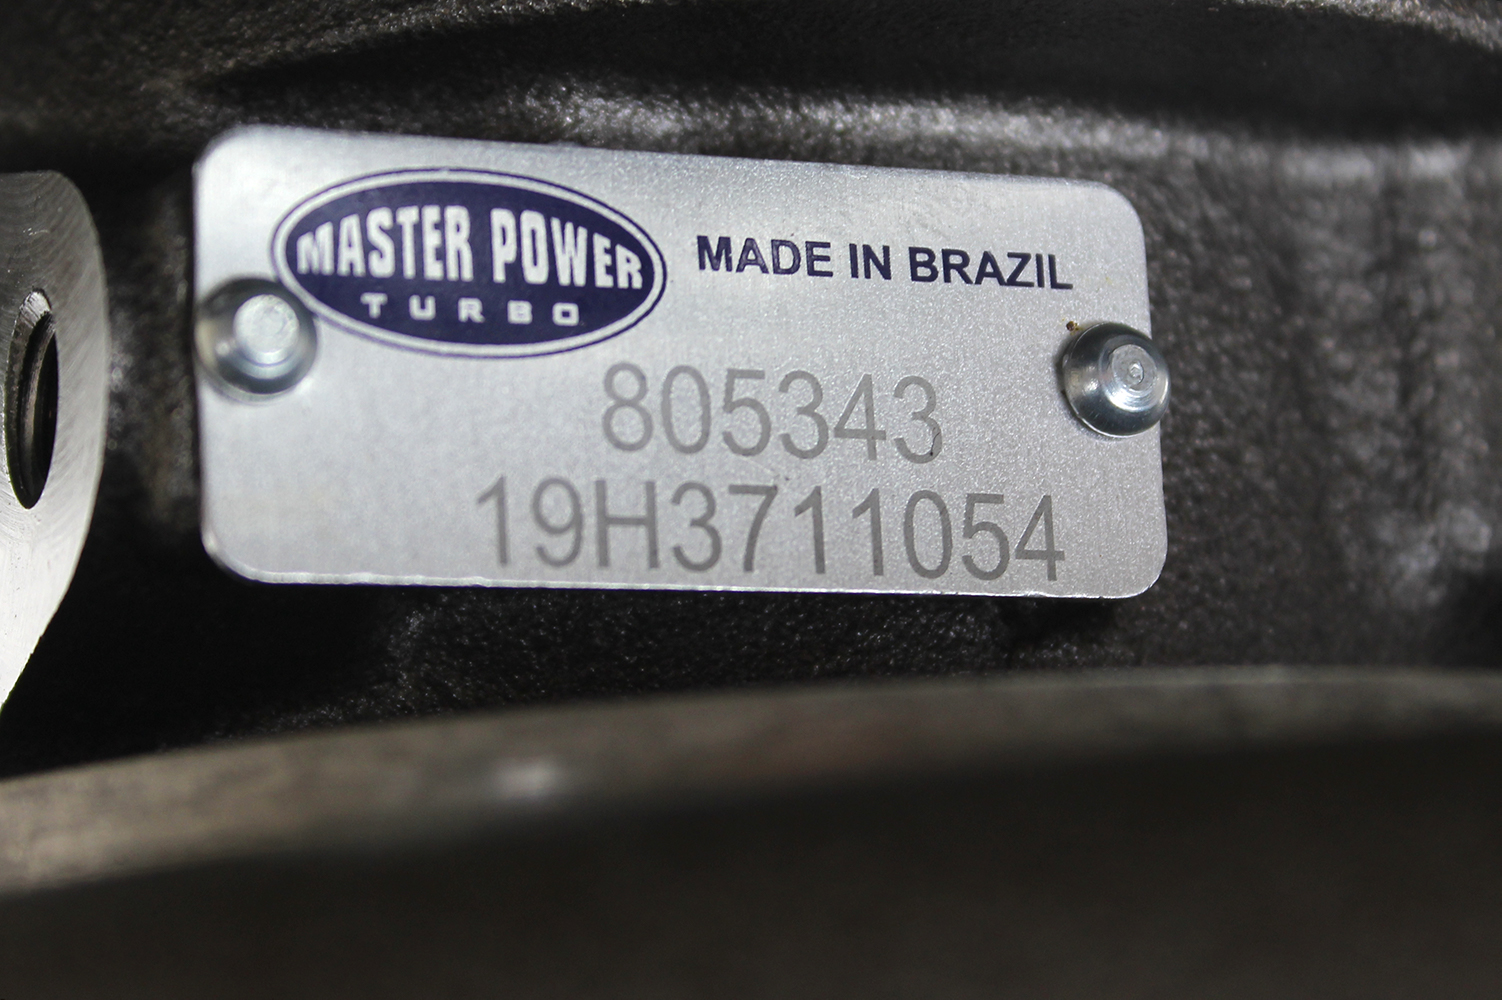 MASTER POWER
TURBO
MADE IN BRAZIL
805343
19H3711054